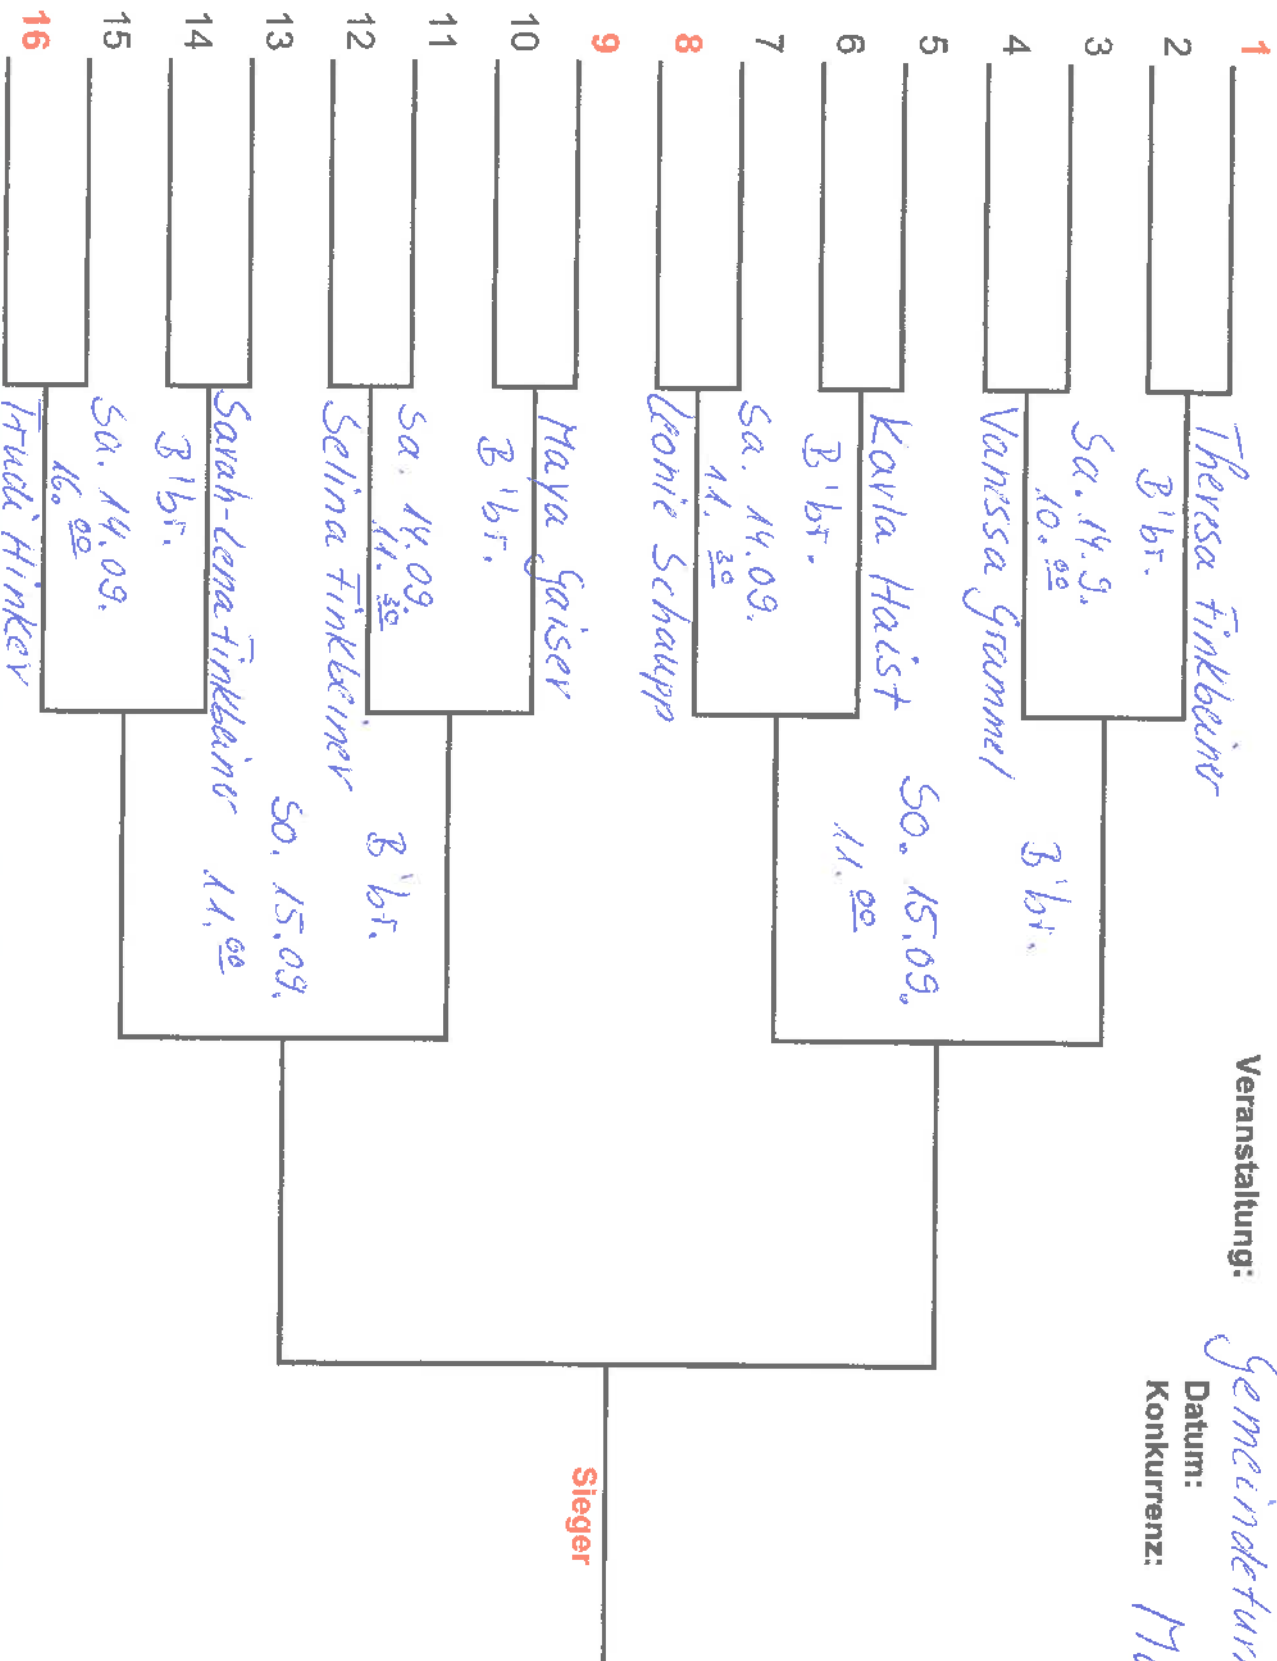 Veranstaltung:
Datum:
Konkurrenz:
1
Theresa Finkbeiner
2
B'br.
3
Sa. 14.9.
10.00
4
Vanessa Grammel
B'br.
5
Karla Haist
So. 15.09.
6
B'br.
11.00
7
Sa. 14.09.
11.30
8
Leonie Schaupp
9
Sieger
Maya Gaiser
10
B'br.
11
Sa. 14.09.
11.30
B'br.
12
Selina Finkbeiner
13
So. 15.09.
Sarah-Lena Finkbeiner
11.00
14
B'br.
15
Sa. 14.09.
16.00
16
Trudi Hinker